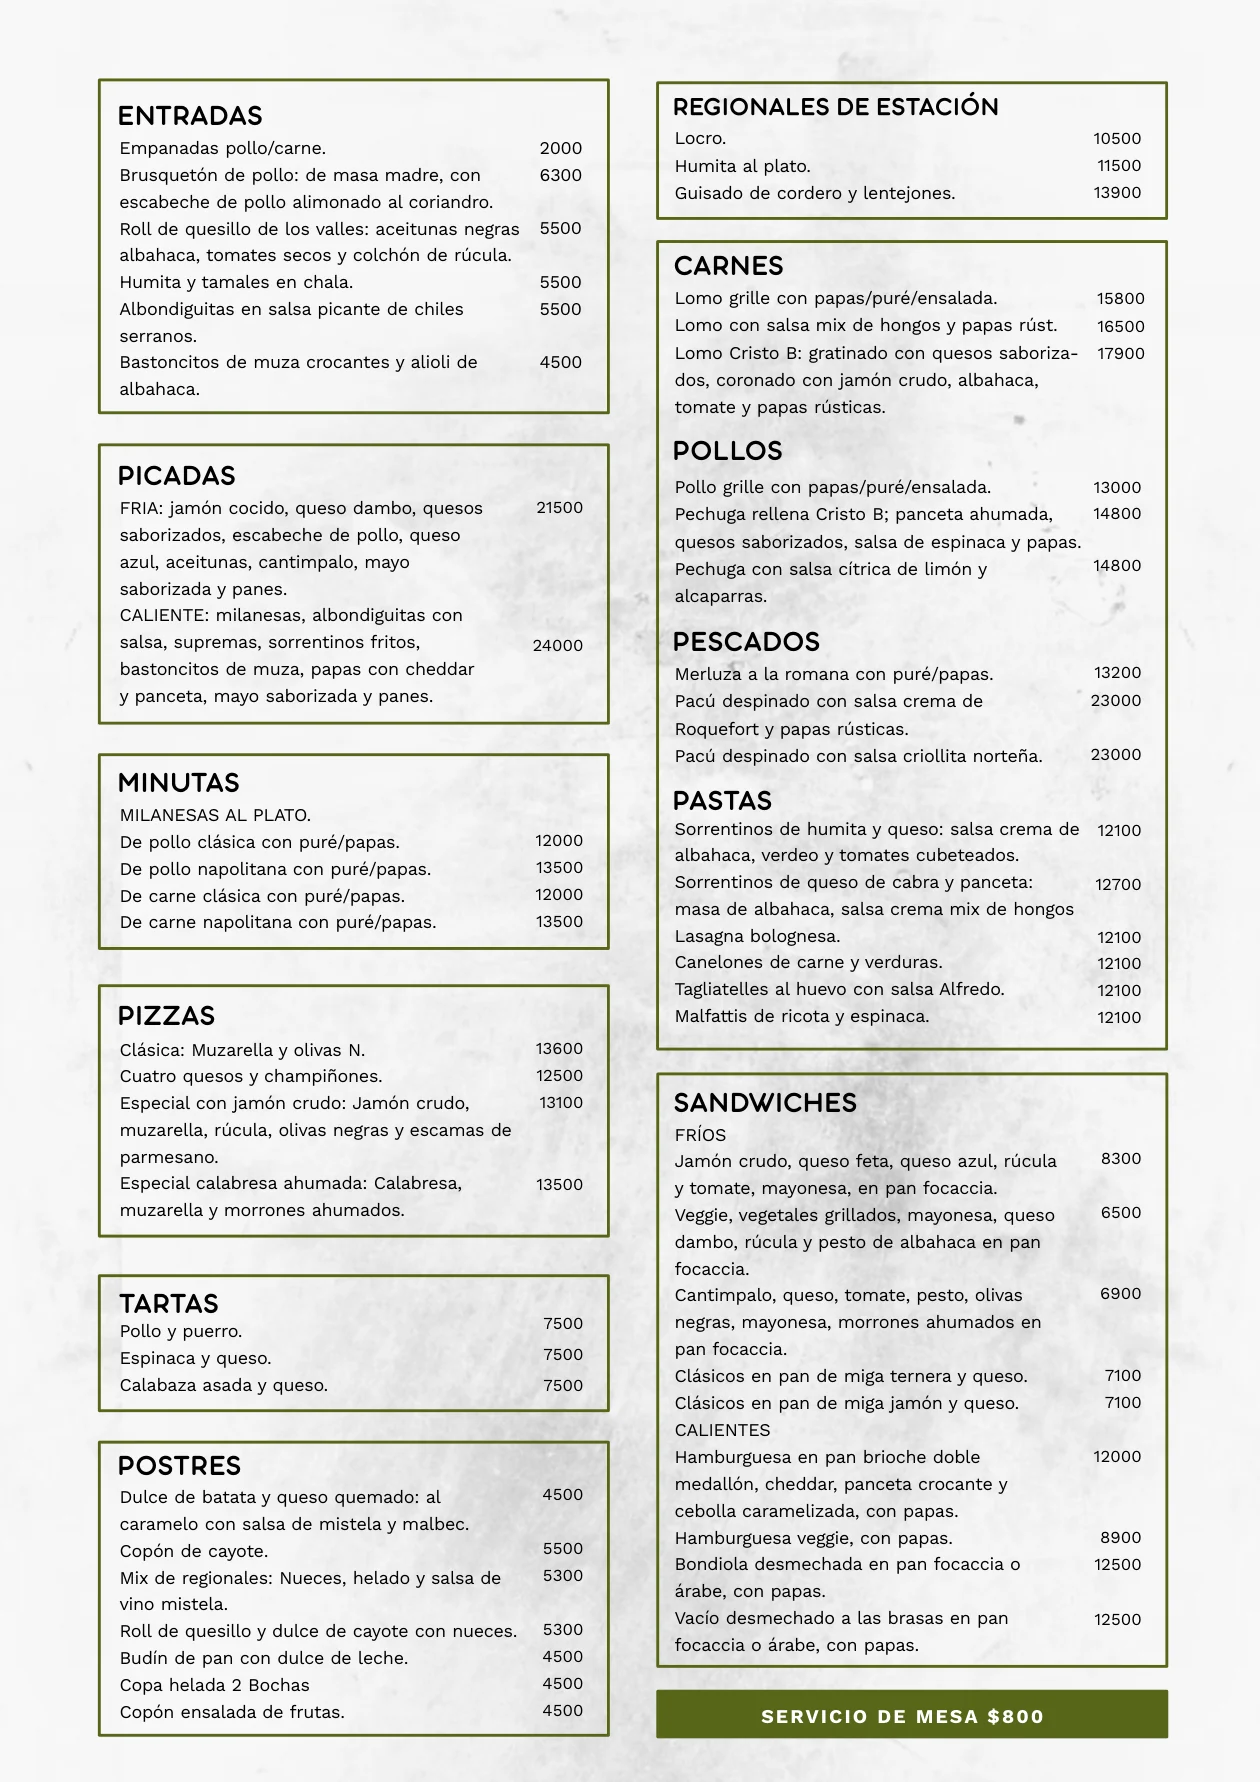 ENTRADAS
Empanadas pollo/carne. 2000
Brusquetón de pollo: de masa madre, con 6300
escabeche de pollo alimonado al coriandro.
Roll de quesillo de los valles: aceitunas negras 5500
albahaca, tomates secos y colchón de rúcula.
Humita y tamales en chala. 5500
Albondiguitas en salsa picante de chiles 5500
serranos.
Bastoncitos de muza crocantes y alioli de 4500
albahaca.
PICADAS
FRIA: jamón cocido, queso dambo, quesos 21500
saborizados, escabeche de pollo, queso
azul, aceitunas, cantimpalo, mayo
saborizada y panes.
CALIENTE: milanesas, albondiguitas con
salsa, supremas, sorrentinos fritos, 24000
bastoncitos de muza, papas con cheddar
y panceta, mayo saborizada y panes.
MINUTAS
MILANESAS AL PLATO.
De pollo clásica con puré/papas. 12000
De pollo napolitana con puré/papas. 13500
De carne clásica con puré/papas. 12000
De carne napolitana con puré/papas. 13500
PIZZAS
Clásica: Muzarella y olivas N. 13600
Cuatro quesos y champiñones. 12500
Especial con jamón crudo: Jamón crudo, 13100
muzarella, rúcula, olivas negras y escamas de
parmesano.
Especial calabresa ahumada: Calabresa, 13500
muzarella y morrones ahumados.
TARTAS
Pollo y puerro. 7500
Espinaca y queso. 7500
Calabaza asada y queso. 7500
POSTRES
Dulce de batata y queso quemado: al 4500
caramelo con salsa de mistela y malbec.
Copón de cayote. 5500
Mix de regionales: Nueces, helado y salsa de 5300
vino mistela.
Roll de quesillo y dulce de cayote con nueces. 5300
Budín de pan con dulce de leche. 4500
Copa helada 2 Bochas 4500
Copón ensalada de frutas. 4500
REGIONALES DE ESTACIÓN
Locro. 10500
Humita al plato. 11500
Guisado de cordero y lentejones. 13900
CARNES
Lomo grille con papas/puré/ensalada. 15800
Lomo con salsa mix de hongos y papas rúst. 16500
Lomo Cristo B: gratinado con quesos saboriza- 17900
dos, coronado con jamón crudo, albahaca,
tomate y papas rústicas.
POLLOS
Pollo grille con papas/puré/ensalada. 13000
Pechuga rellena Cristo B; panceta ahumada, 14800
quesos saborizados, salsa de espinaca y papas.
Pechuga con salsa cítrica de limón y 14800
alcaparras.
PESCADOS
Merluza a la romana con puré/papas. 13200
Pacú despinado con salsa crema de 23000
Roquefort y papas rústicas.
Pacú despinado con salsa criollita norteña. 23000
PASTAS
Sorrentinos de humita y queso: salsa crema de 12100
albahaca, verdeo y tomates cubeteados.
Sorrentinos de queso de cabra y panceta: 12700
masa de albahaca, salsa crema mix de hongos
Lasagna bolognesa. 12100
Canelones de carne y verduras. 12100
Tagliatelles al huevo con salsa Alfredo. 12100
Malfattis de ricota y espinaca. 12100
SANDWICHES
FRÍOS
Jamón crudo, queso feta, queso azul, rúcula 8300
y tomate, mayonesa, en pan focaccia.
Veggie, vegetales grillados, mayonesa, queso 6500
dambo, rúcula y pesto de albahaca en pan
focaccia.
Cantimpalo, queso, tomate, pesto, olivas 6900
negras, mayonesa, morrones ahumados en
pan focaccia.
Clásicos en pan de miga ternera y queso. 7100
Clásicos en pan de miga jamón y queso. 7100
CALIENTES
Hamburguesa en pan brioche doble 12000
medallón, cheddar, panceta crocante y
cebolla caramelizada, con papas.
Hamburguesa veggie, con papas. 8900
Bondiola desmechada en pan focaccia o 12500
árabe, con papas.
Vacío desmechado a las brasas en pan 12500
focaccia o árabe, con papas.
SERVICIO DE MESA $800